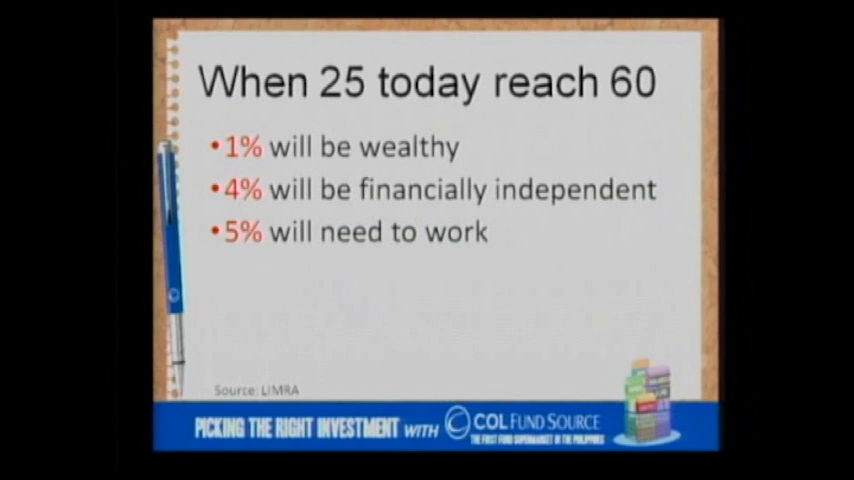 When 25 today reach 60
•1% will be wealthy
•4% will be financially independent
•5% will need to work
Source: LIMRA
PICKING THE RIGHT INVESTMENT WITH COL FUND SOURCE
THE FIRST FUND SUPERMARKET IN THE PHILIPPINES